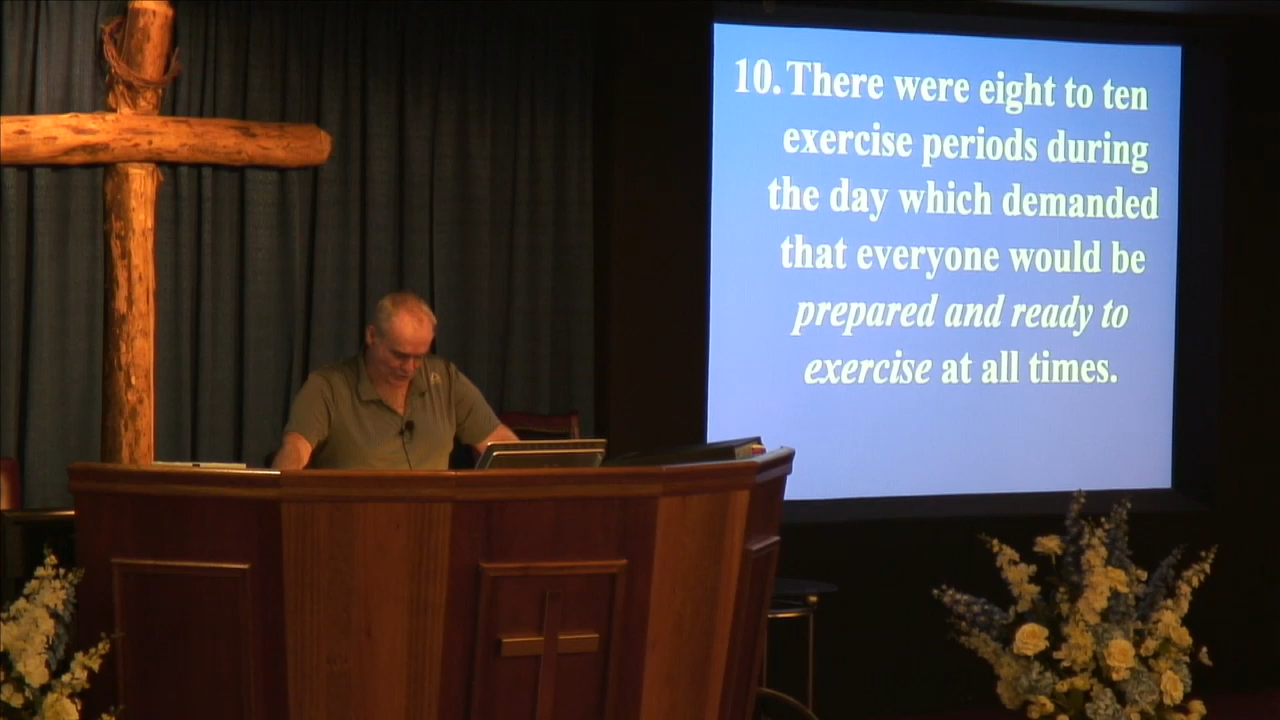 10. There were eight to ten
exercise periods during
the day which demanded
that everyone would be
prepared and ready to
exercise at all times.